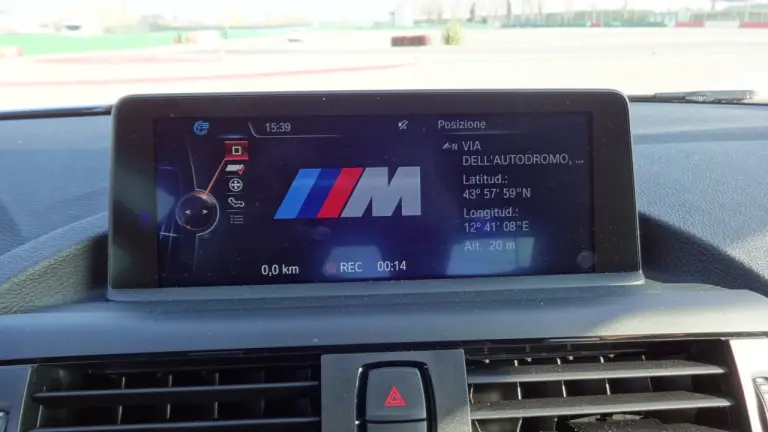 15:39
M
0,0 km
REC 00:14
Posizione
N VIA
DELL'AUTODROMO, ...
Latitud.:
43° 57' 59"N
Longitud.:
12° 41' 08"E
Alt. 20 m